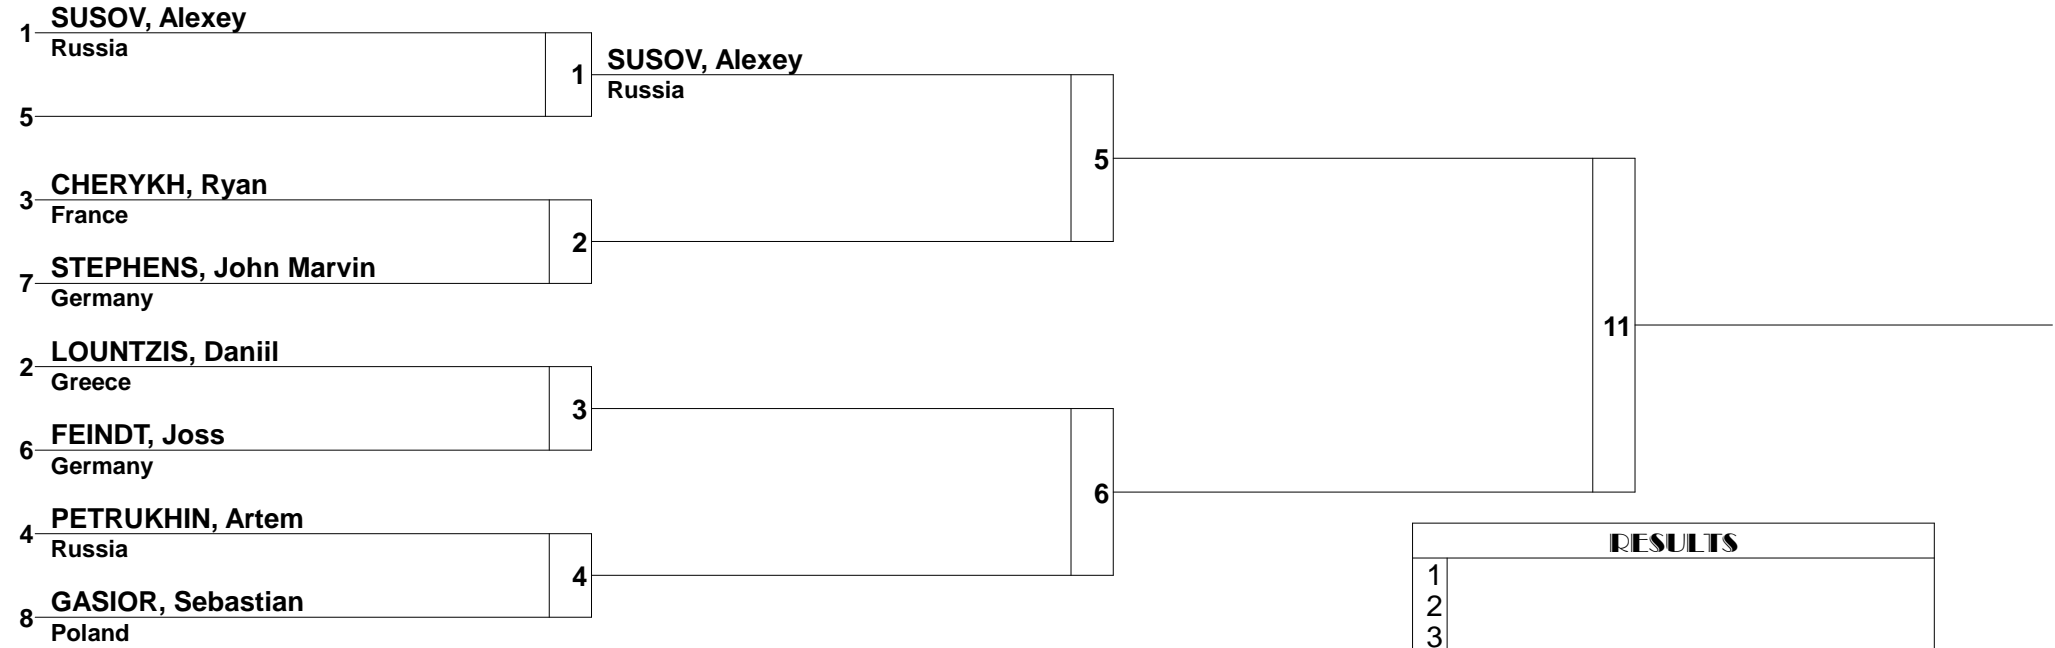 1 SUSOV, Alexey
Russia
1 SUSOV, Alexey
Russia
5
5
3 CHERYKH, Ryan
France
2
7 STEPHENS, John Marvin
Germany
11
2 LOUNTZIS, Daniil
Greece
3
6 FEINDT, Joss
Germany
6
4 PETRUKHIN, Artem
Russia
4
8 GASIOR, Sebastian
Poland
RESULTS
1
2
3